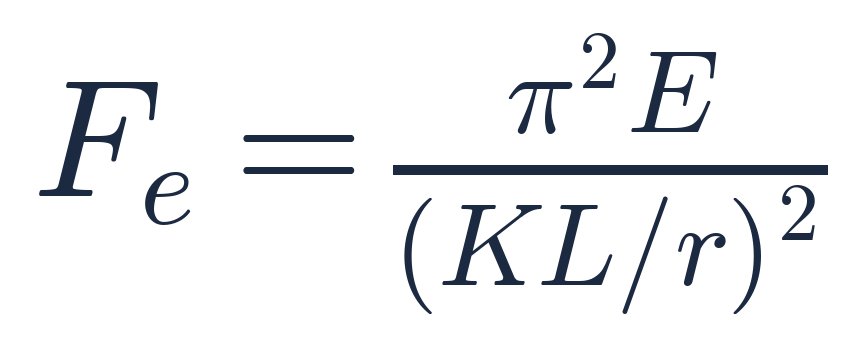 F_e = \frac{\pi^2 E}{(KL/r)^2}